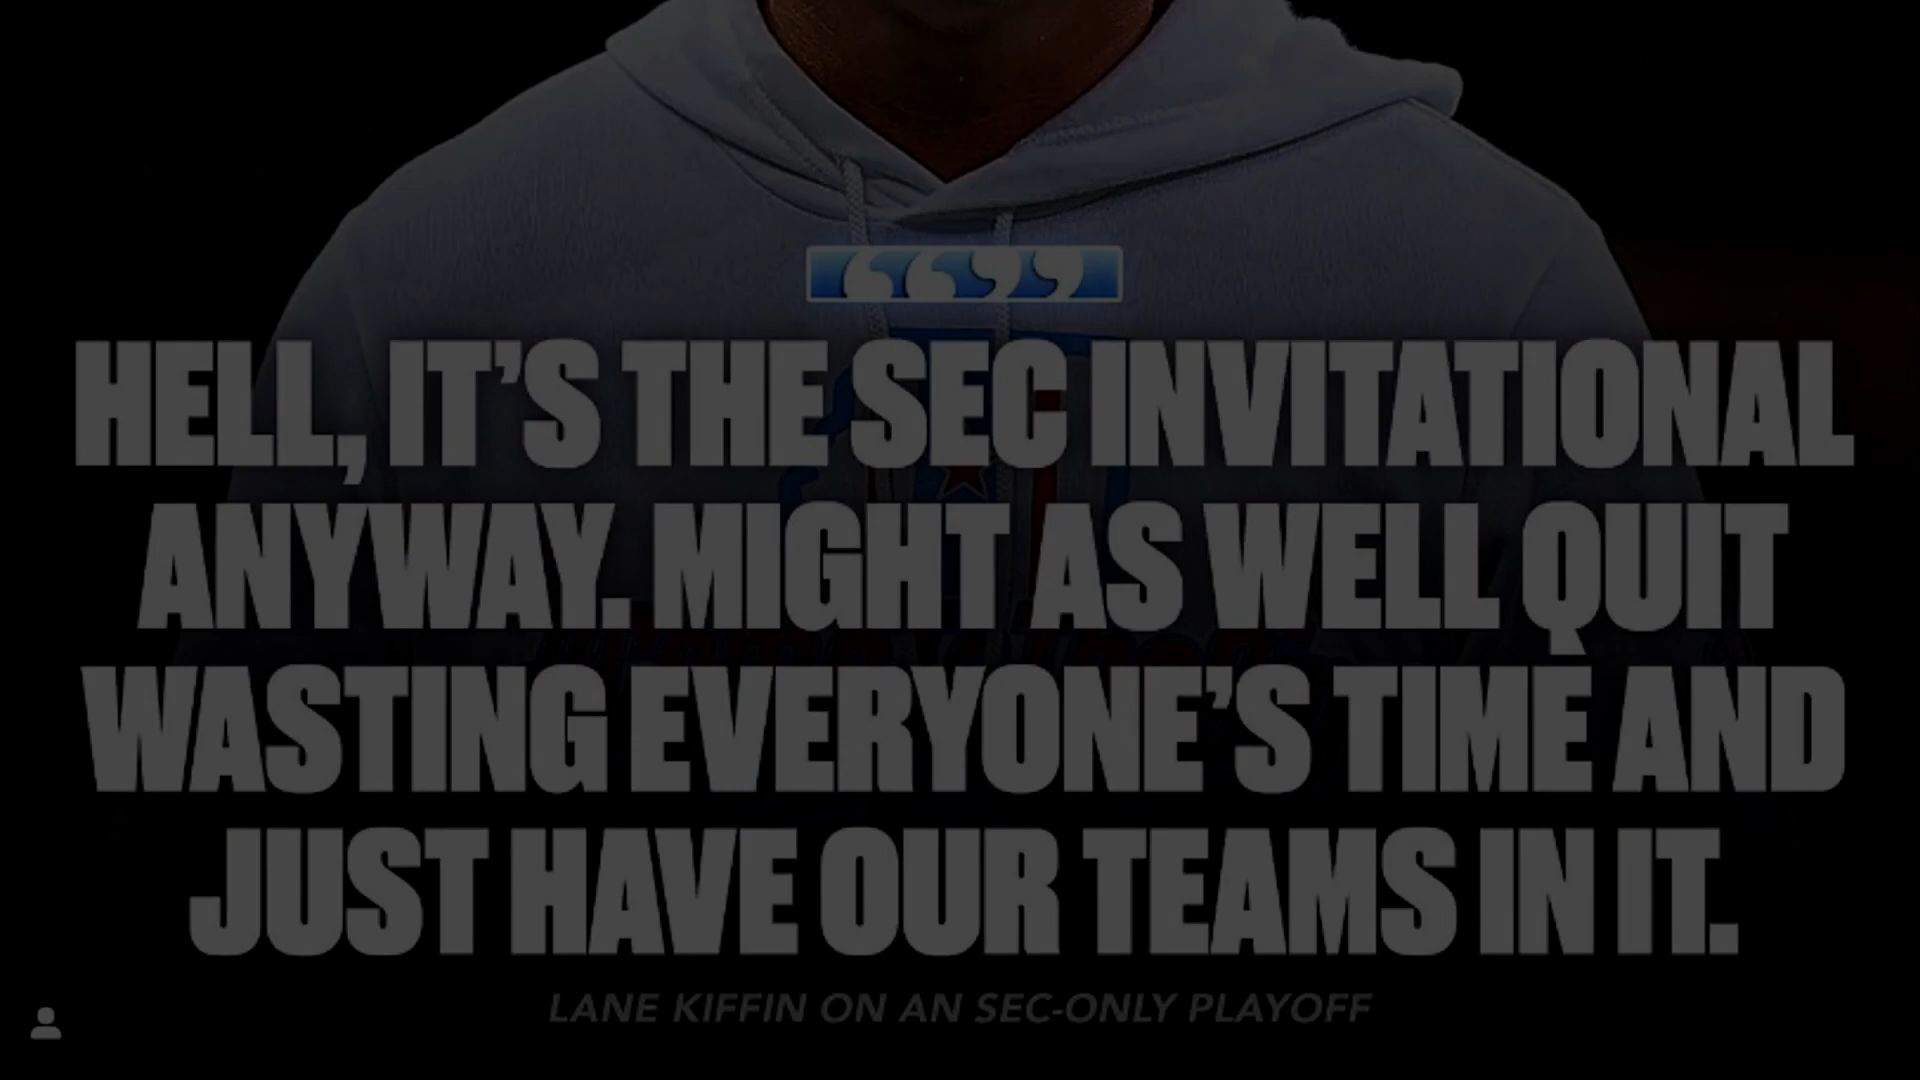 HELL, IT’S THE SEC INVITATIONAL
ANYWAY. MIGHT AS WELL QUIT
WASTING EVERYONE’S TIME AND
JUST HAVE OUR TEAMS IN IT.
LANE KIFFIN ON AN SEC-ONLY PLAYOFF